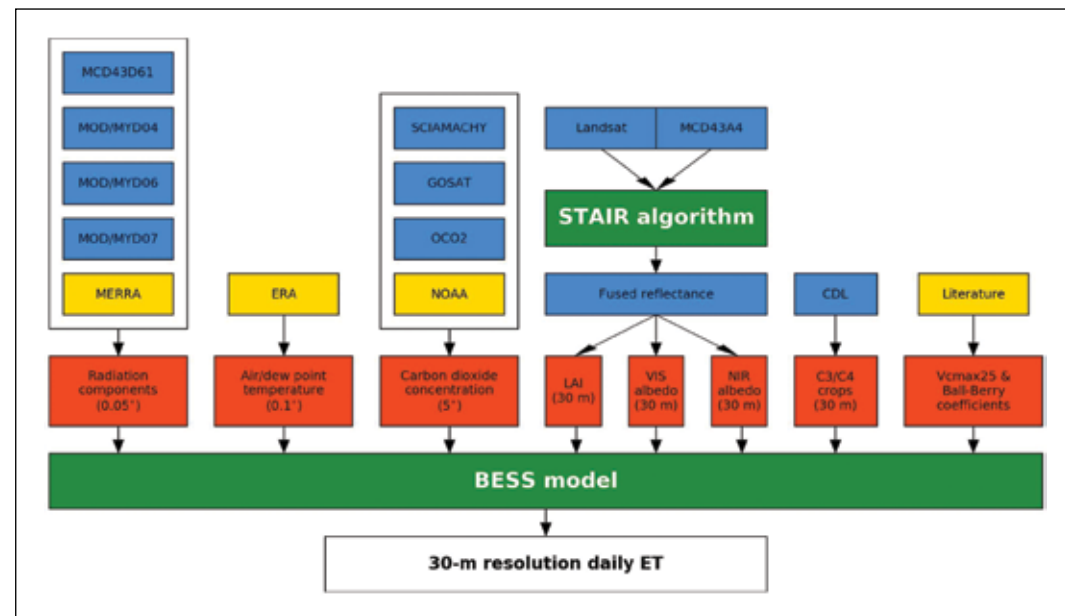 MCD43D61
MOD/MYD04
MOD/MYD06
MOD/MYD07
MERRA
ERA
SCIAMACHY
GOSAT
OCO2
NOAA
Landsat
MCD43A4
STAIR algorithm
Fused reflectance
CDL
Literature
Radiation
components
(0.05°)
Air/dew point
temperature
(0.1°)
Carbon dioxide
concentration
(5°)
LAI
(30 m)
VIS
albedo
(30 m)
NIR
albedo
(30 m)
C3/C4
crops
(30 m)
Vcmax25 &
Ball-Berry
coefficients
BESS model
30-m resolution daily ET